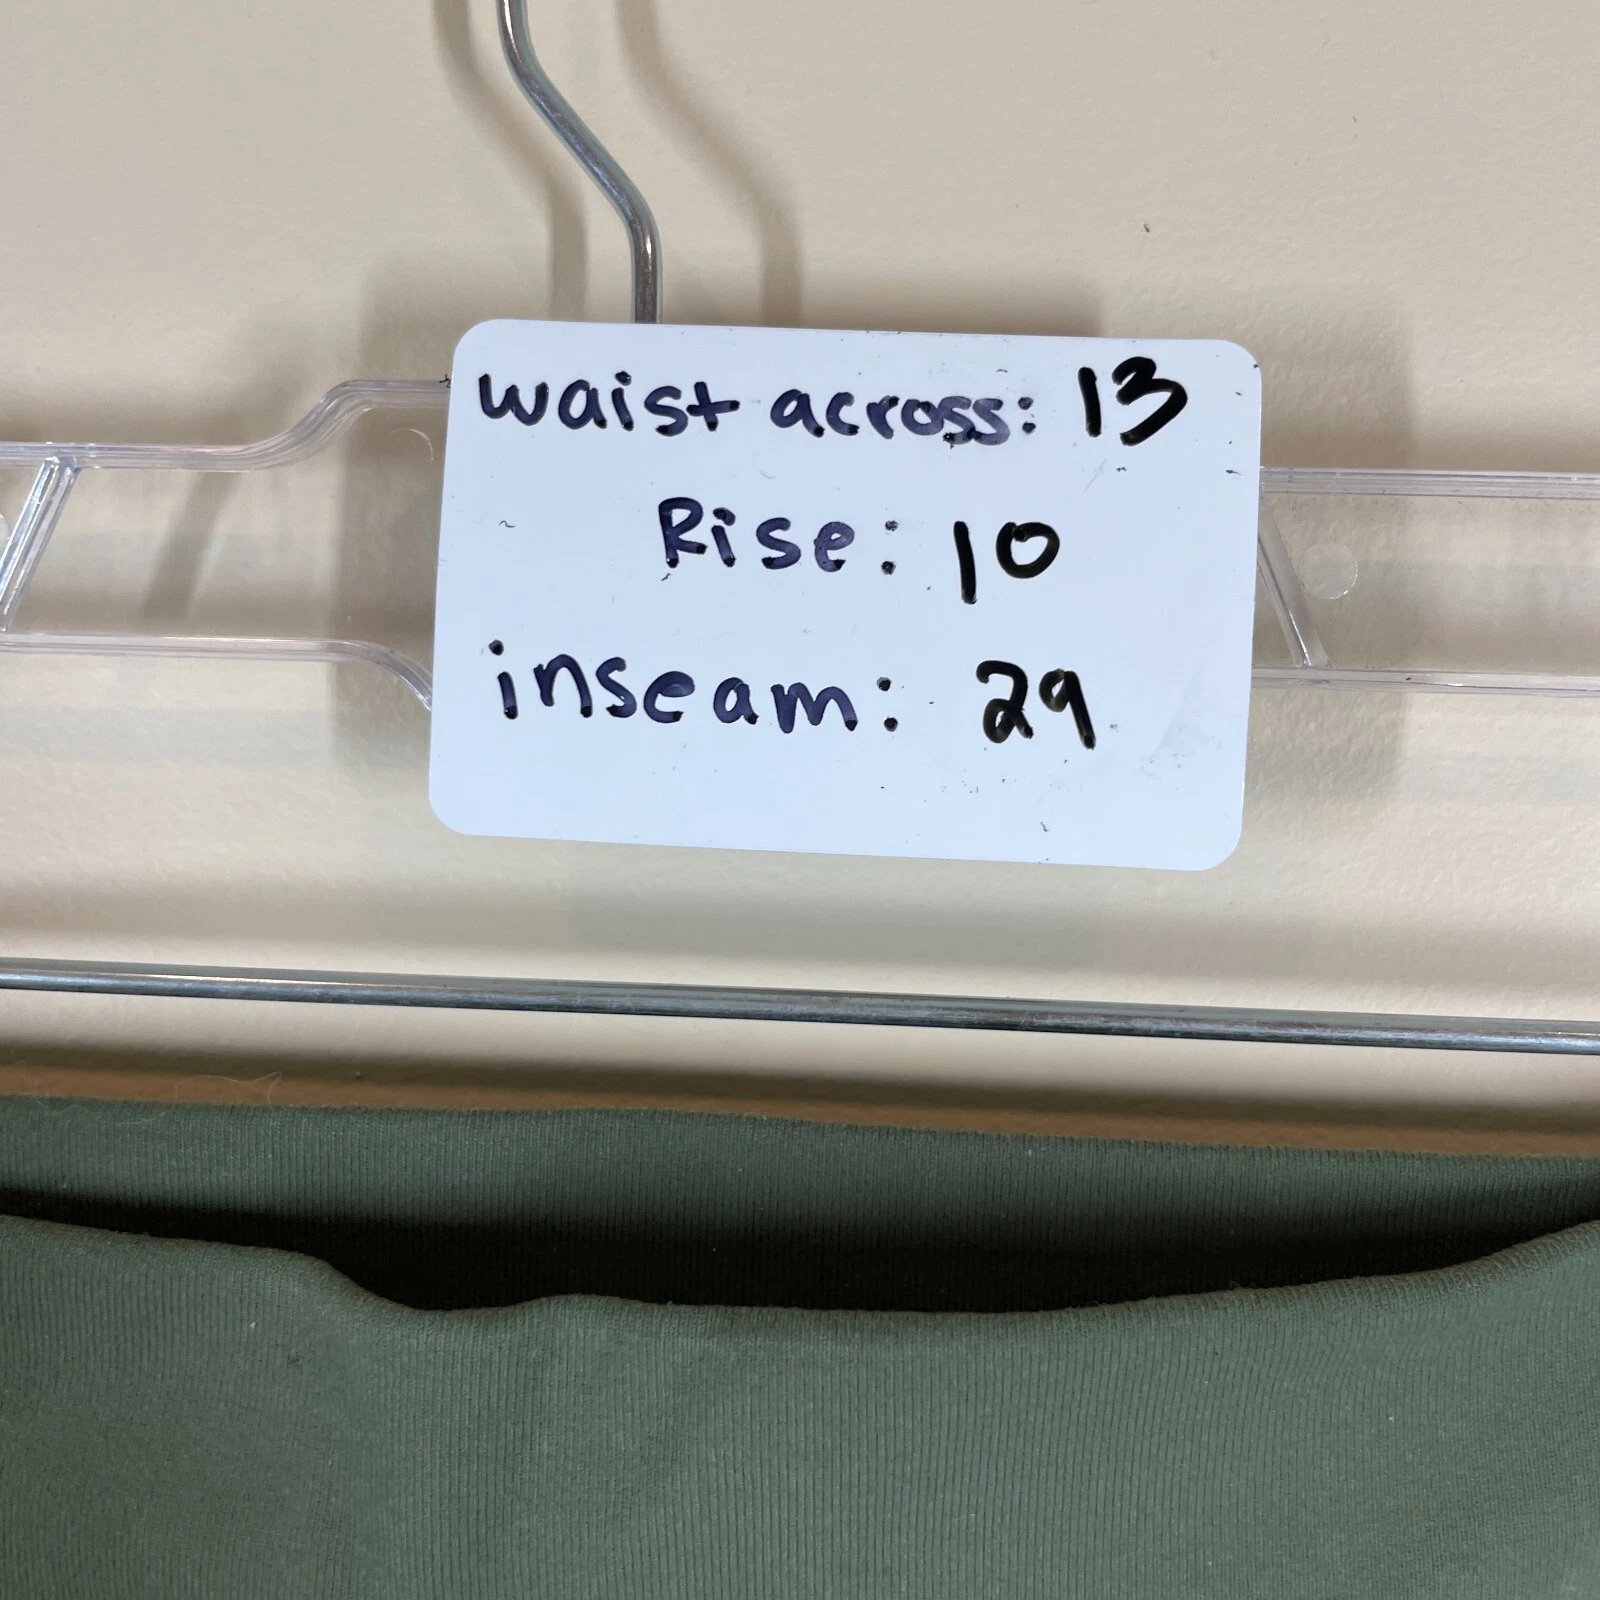 waist across: 13
Rise: 10
inseam: 29